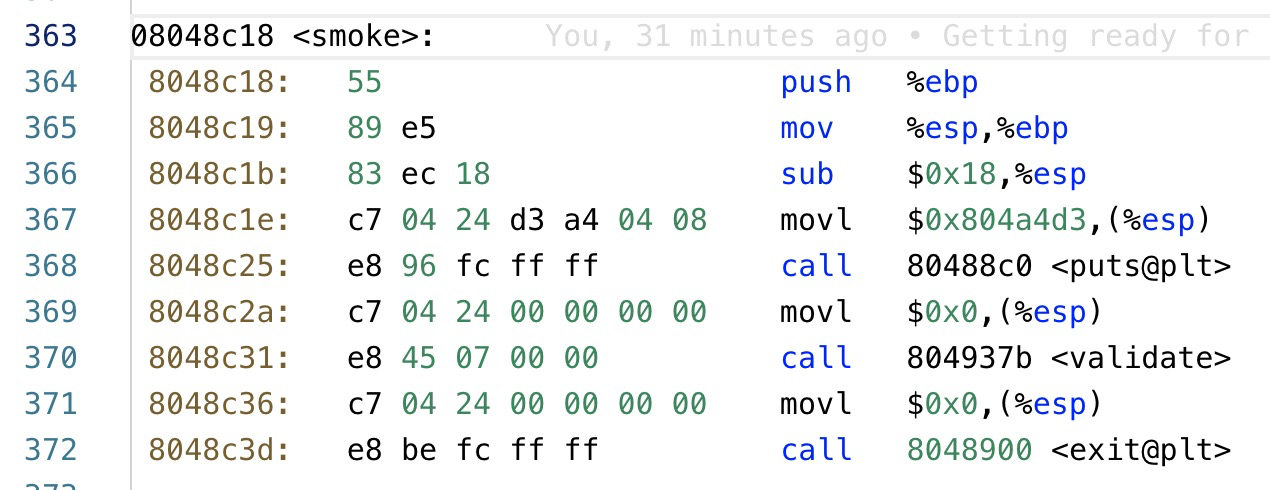 363 08048c18 <smoke>: You, 31 minutes ago • Getting ready for
364 8048c18: 55 push %ebp
365 8048c19: 89 e5 mov %esp,%ebp
366 8048c1b: 83 ec 18 sub $0x18,%esp
367 8048c1e: c7 04 24 d3 a4 04 08 movl $0x804a4d3,(%esp)
368 8048c25: e8 96 fc ff ff call 80488c0 <puts@plt>
369 8048c2a: c7 04 24 00 00 00 00 movl $0x0,(%esp)
370 8048c31: e8 45 07 00 00 call 804937b <validate>
371 8048c36: c7 04 24 00 00 00 00 movl $0x0,(%esp)
372 8048c3d: e8 be fc ff ff call 8048900 <exit@plt>